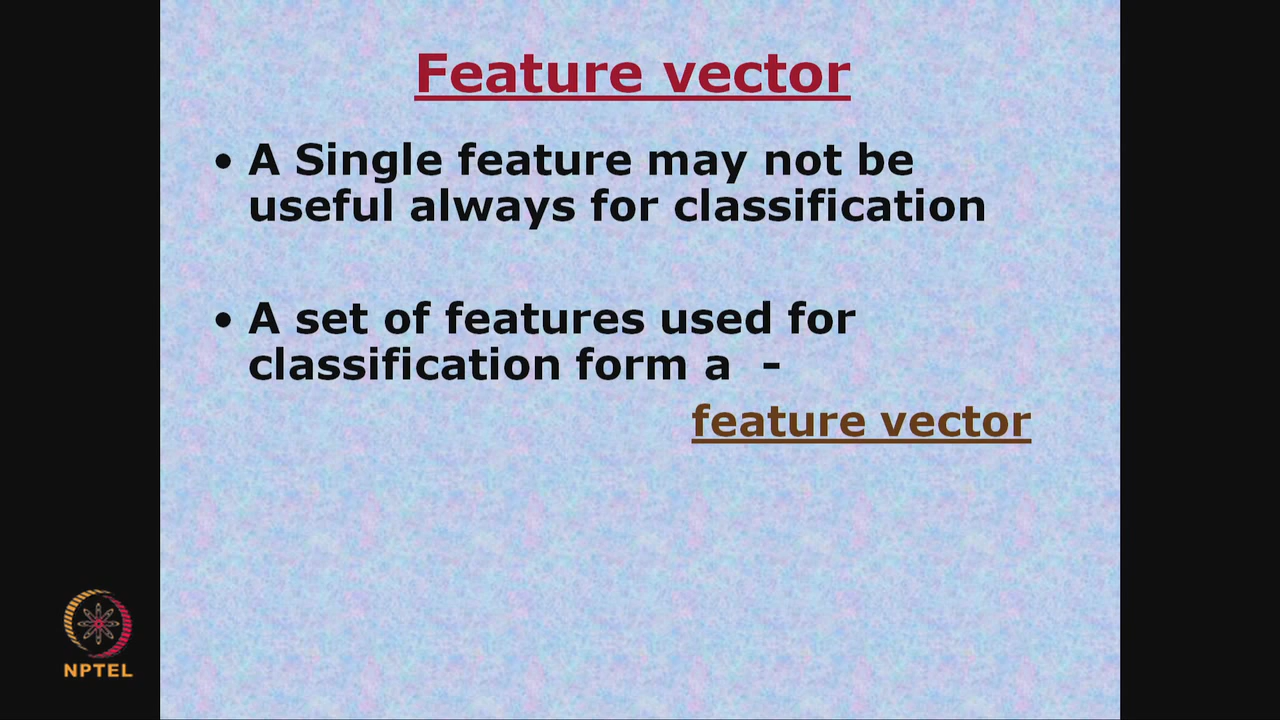 Feature vector
• A Single feature may not be
useful always for classification
• A set of features used for
classification form a  -
feature vector
NPTEL